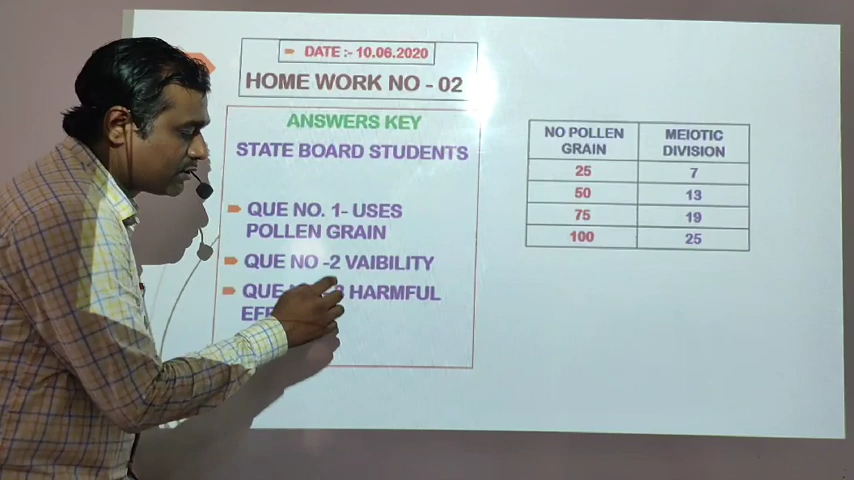 DATE :- 10.06.2020
HOME WORK NO - 02
ANSWERS KEY
STATE BOARD STUDENTS
QUE NO. 1- USES
POLLEN GRAIN
QUE NO -2 VAIBILITY
QUE HARMFUL
NO POLLEN GRAIN MEIOTIC DIVISION
25 7
50 13
75 19
100 25